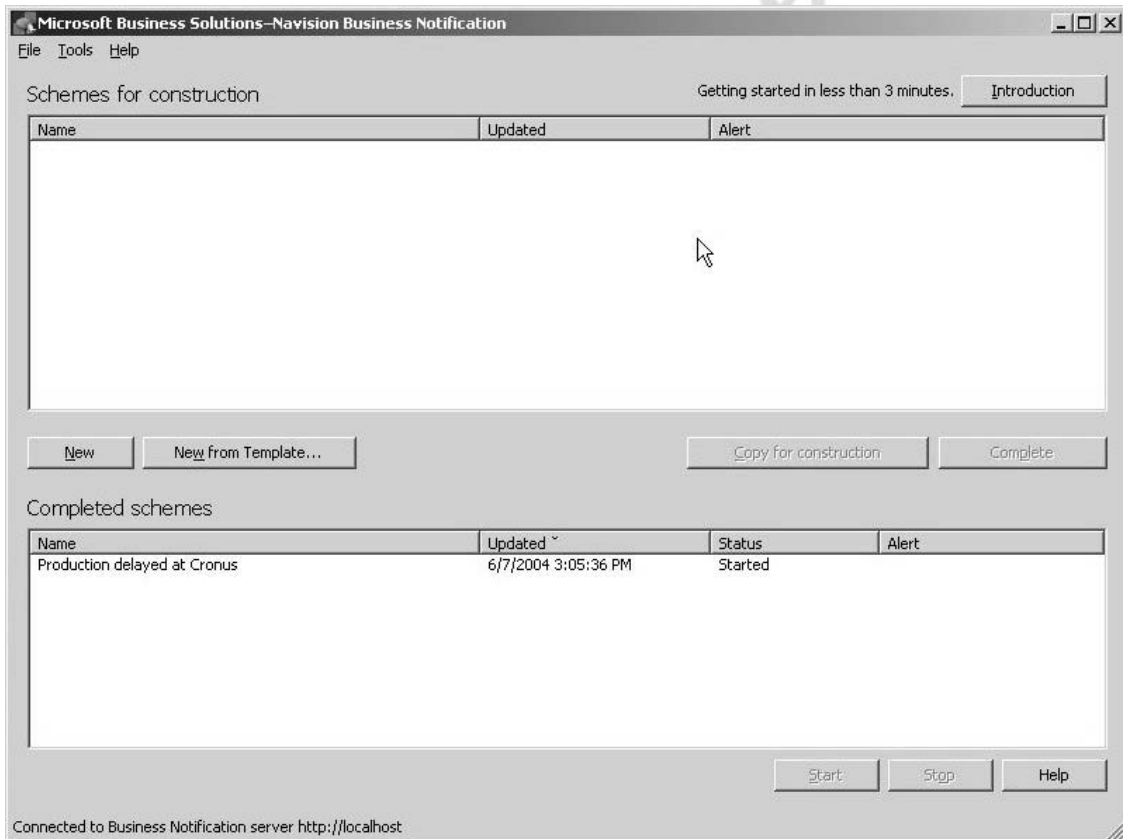 Microsoft Business Solutions–Navision Business Notification
File Tools Help
Schemes for construction
Getting started in less than 3 minutes. Introduction
Name Updated Alert
New New from Template... Copy for construction Complete
Completed schemes
Name Updated Status Alert
Production delayed at Cronus 6/7/2004 3:05:36 PM Started
Start Stop Help
Connected to Business Notification server http://localhost